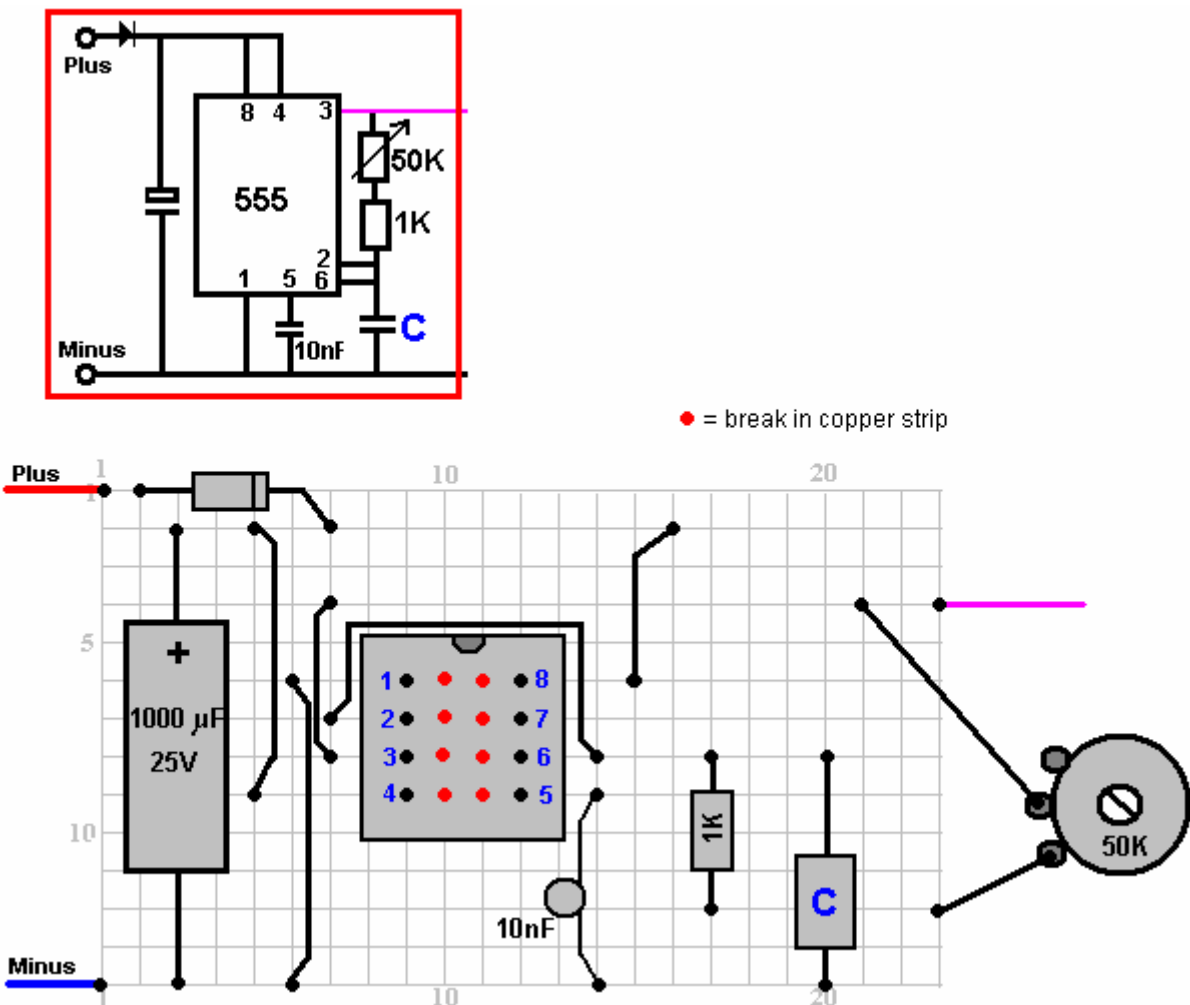 Plus
8 4 3
50K
555
1K
2
1 5 6
C
10nF
Minus
= break in copper strip
Plus
1 10 20
1
5
+
1 8
1000 µF
2 7
25V
3 6
4 5
10
1K
50K
C
10nF
Minus
1 10 20